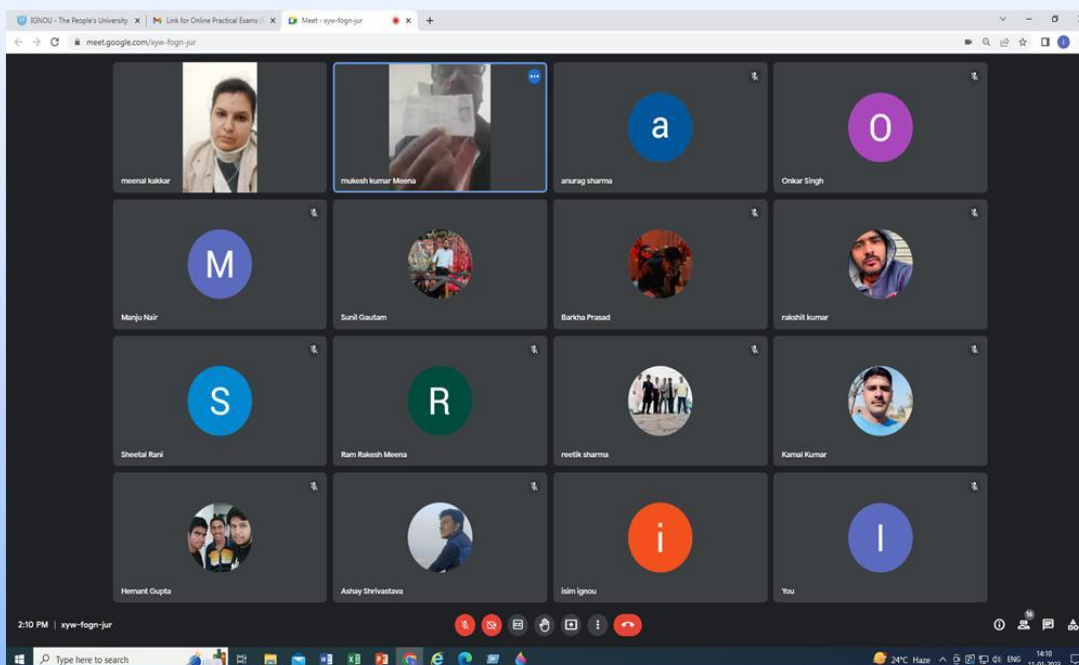 IGNOU - The People's University
Link for Online Practical Exams (
Meet - xyw-fogn-jur
meet.google.com/xyw-fogn-jur
meenal kakkar
mukesh kumar Meena
a
anurag sharma
O
Onkar Singh
M
Manju Nair
Sunil Gautam
Barkha Prasad
rakshit kumar
S
Sheetal Rani
R
Ram Rakesh Meena
reetik sharma
Kamal Kumar
Hemant Gupta
Ashay Shrivastava
i
isim ignou
I
You
2:10 PM | xyw-fogn-jur
16
Type here to search
24°C Haze
ENG
14:10